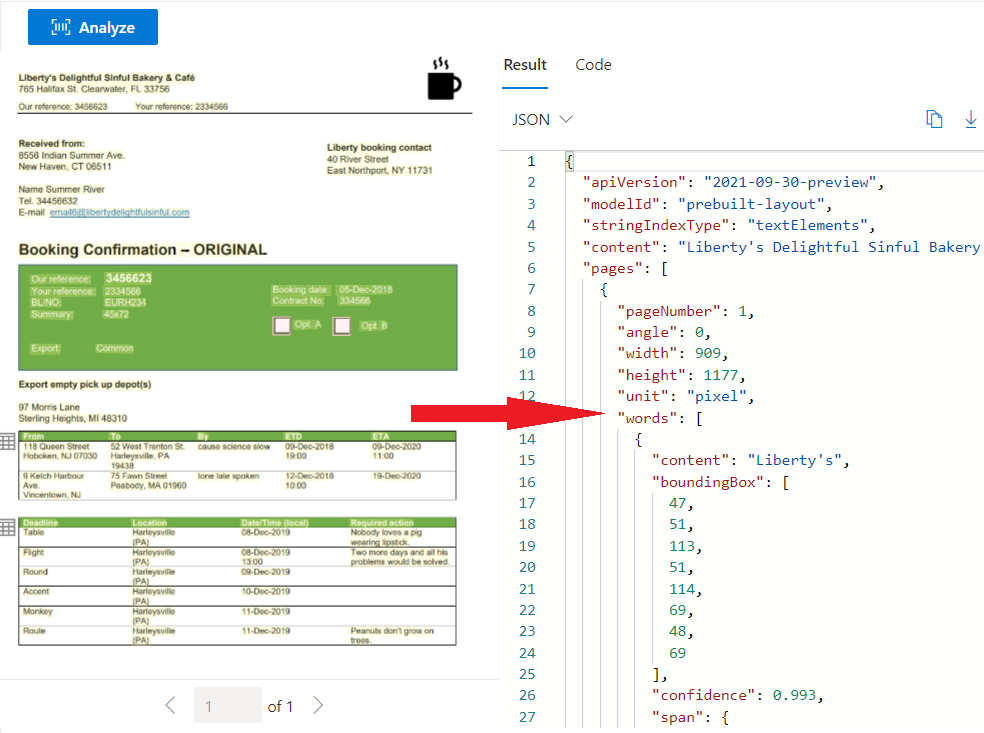 Analyze
Liberty's Delightful Sinful Bakery & Café
765 Halifax St. Clearwater, FL 33756
Our reference: 3456623 Your reference: 2334566
Received from:
8556 Indian Summer Ave.
New Haven, CT 06511
Liberty booking contact
40 River Street
East Northport, NY 11731
Name Summer River
Tel. 34456632
E-mail email6@libertydelightfulsinful.com
Booking Confirmation – ORIGINAL
Our reference: 3456623
Your reference: 2334566
BL/NO: EURH234
Summary: 45x72
Booking date: 05-Dec-2018
Contract No: 334566
Opt. A Opt. B
Export: Common
Export empty pick up depot(s)
97 Morris Lane
Sterling Heights, MI 48310
From To By ETD ETA
118 Queen Street 52 West Trenton St. cause science slow 09-Dec-2018 09-Dec-2020
Hoboken, NJ 07030 Harleysville, PA 19:00 11:00
19438
9 Ketch Harbour 75 Fawn Street tone late spoken 12-Dec-2018 19-Dec-2020
Ave. Peabody, MA 01960 10:00
Vincentown, NJ
Deadline Location Date/Time (local) Required action
Table Harleysville 08-Dec-2019 Nobody loves a pig
(PA) wearing lipstick.
Flight Harleysville 08-Dec-2019 Two more days and all his
(PA) 13:00 problems would be solved.
Round Harleysville 09-Dec-2019
(PA)
Accent Harleysville 10-Dec-2019
(PA)
Monkey Harleysville 11-Dec-2019
(PA)
Route Harleysville 11-Dec-2019 Peanuts don't grow on
(PA) trees.
1 of 1
Result Code
JSON
1 {
2 "apiVersion": "2021-09-30-preview",
3 "modelId": "prebuilt-layout",
4 "stringIndexType": "textElements",
5 "content": "Liberty's Delightful Sinful Bakery
6 "pages": [
7 {
8 "pageNumber": 1,
9 "angle": 0,
10 "width": 909,
11 "height": 1177,
12 "unit": "pixel",
"words": [
14 {
15 "content": "Liberty's",
16 "boundingBox": [
17 47,
18 51,
19 113,
20 51,
21 114,
22 69,
23 48,
24 69
25 ],
26 "confidence": 0.993,
27 "span": {